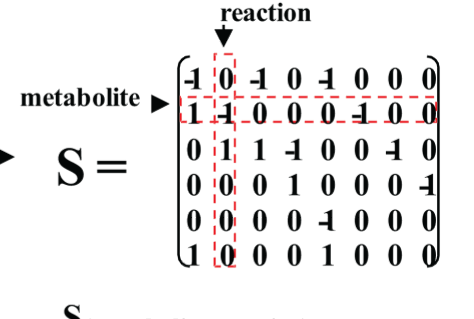 reaction
metabolite
S =
-1 0 -1 0 -1 0 0 0
1 -1 0 0 0 -1 0 0
0 1 1 -1 0 0 -1 0
0 0 0 1 0 0 0 -1
0 0 0 0 -1 0 0 0
1 0 0 0 1 0 0 0
S